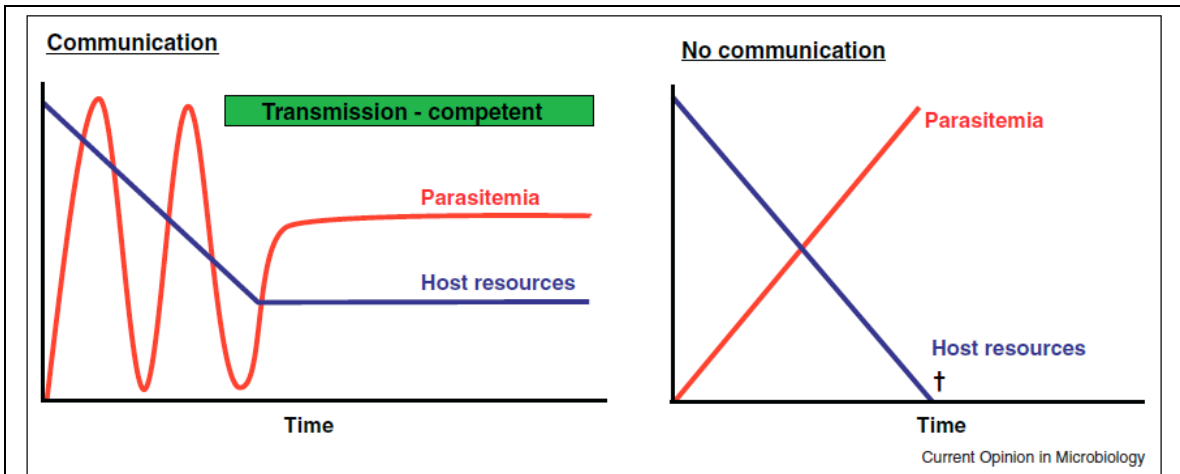 Communication
Transmission - competent
Parasitemia
Host resources
Time
No communication
Parasitemia
Host resources
†
Time
Current Opinion in Microbiology